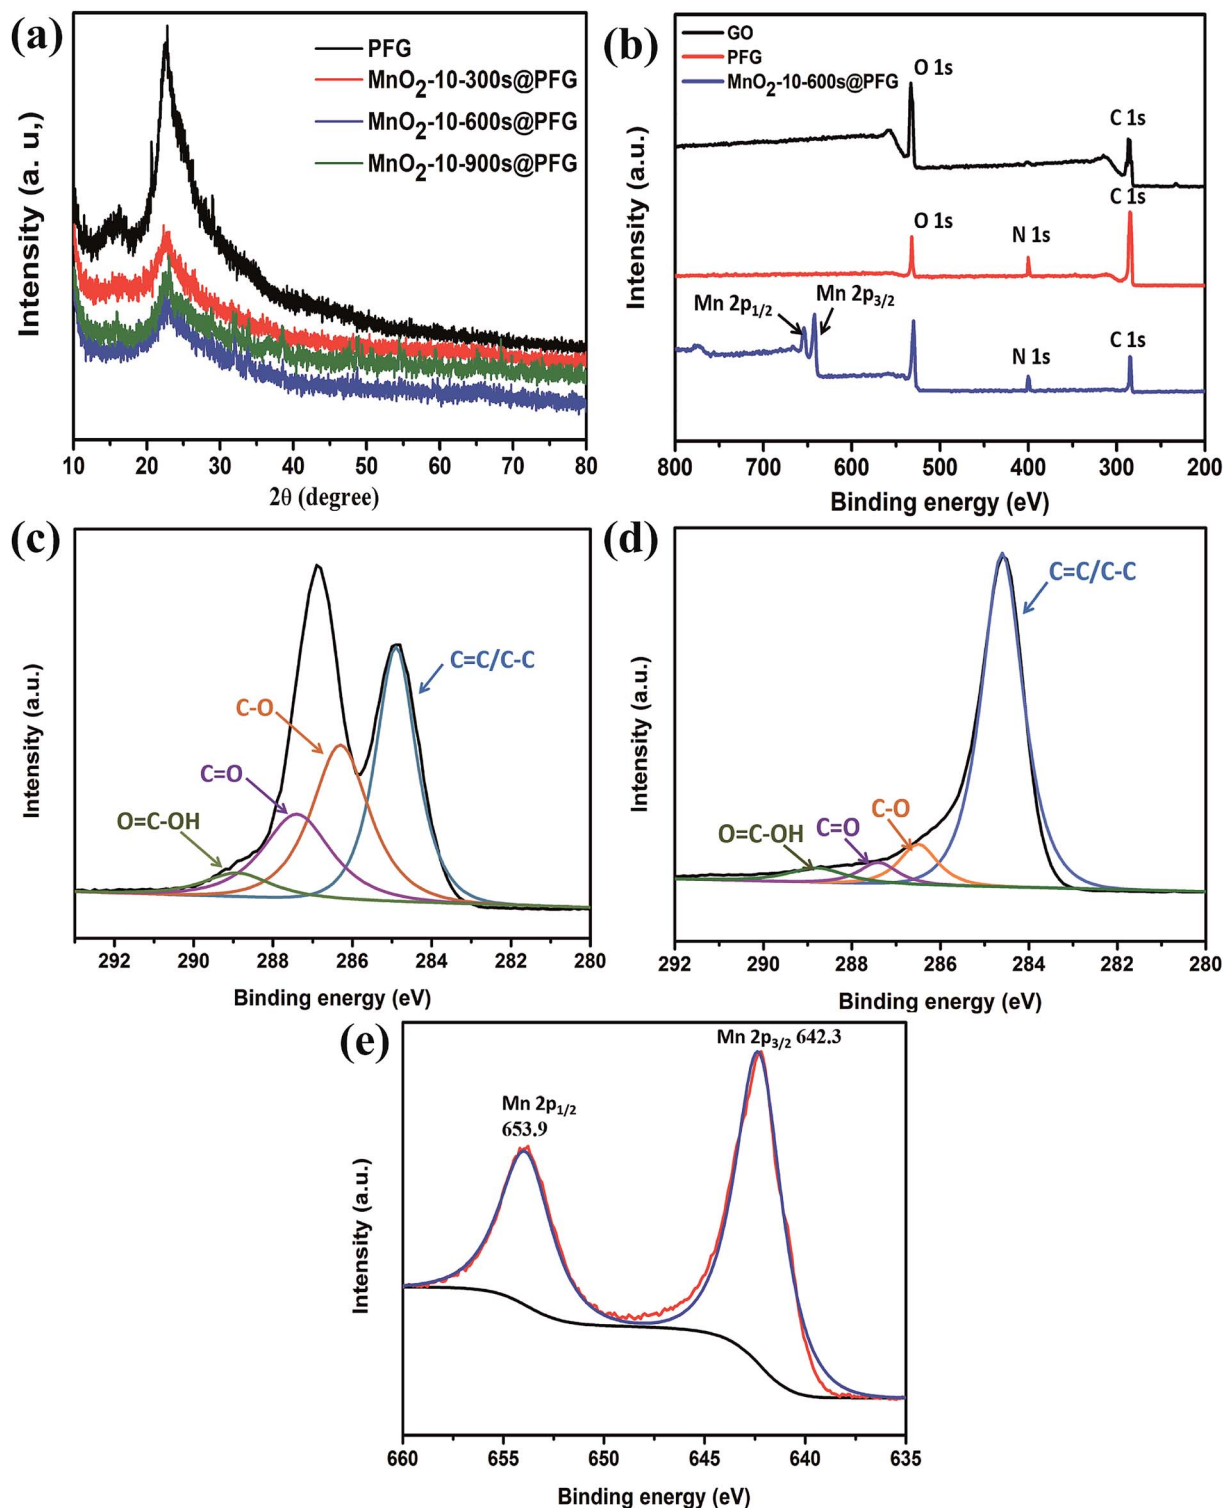 (a)
PFG
MnO2-10-300s@PFG
MnO2-10-600s@PFG
MnO2-10-900s@PFG
Intensity (a. u,)
10 20 30 40 50 60 70 80
2θ (degree)
(b)
GO
PFG
MnO2-10-600s@PFG
O 1s
C 1s
O 1s
N 1s
C 1s
Mn 2p1/2
Mn 2p3/2
N 1s
C 1s
Intensity (a.u.)
800 700 600 500 400 300 200
Binding energy (eV)
(c)
C=C/C-C
C-O
C=O
O=C-OH
Intensity (a.u.)
292 290 288 286 284 282 280
Binding energy (eV)
(d)
C=C/C-C
C-O
C=O
O=C-OH
Intensity (a.u.)
292 290 288 286 284 282 280
Binding energy (eV)
(e)
Mn 2p3/2 642.3
Mn 2p1/2
653.9
Intensity (a.u.)
660 655 650 645 640 635
Binding energy (eV)